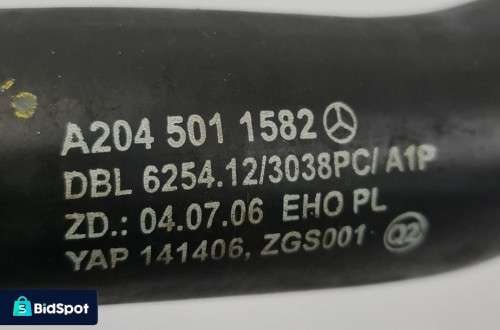 A204 501 1582
DBL 6254.12/3038PC/A1P
ZD.: 04.07.06 EHO PL
YAP 141406, ZGS001 Q2
S BidSpot